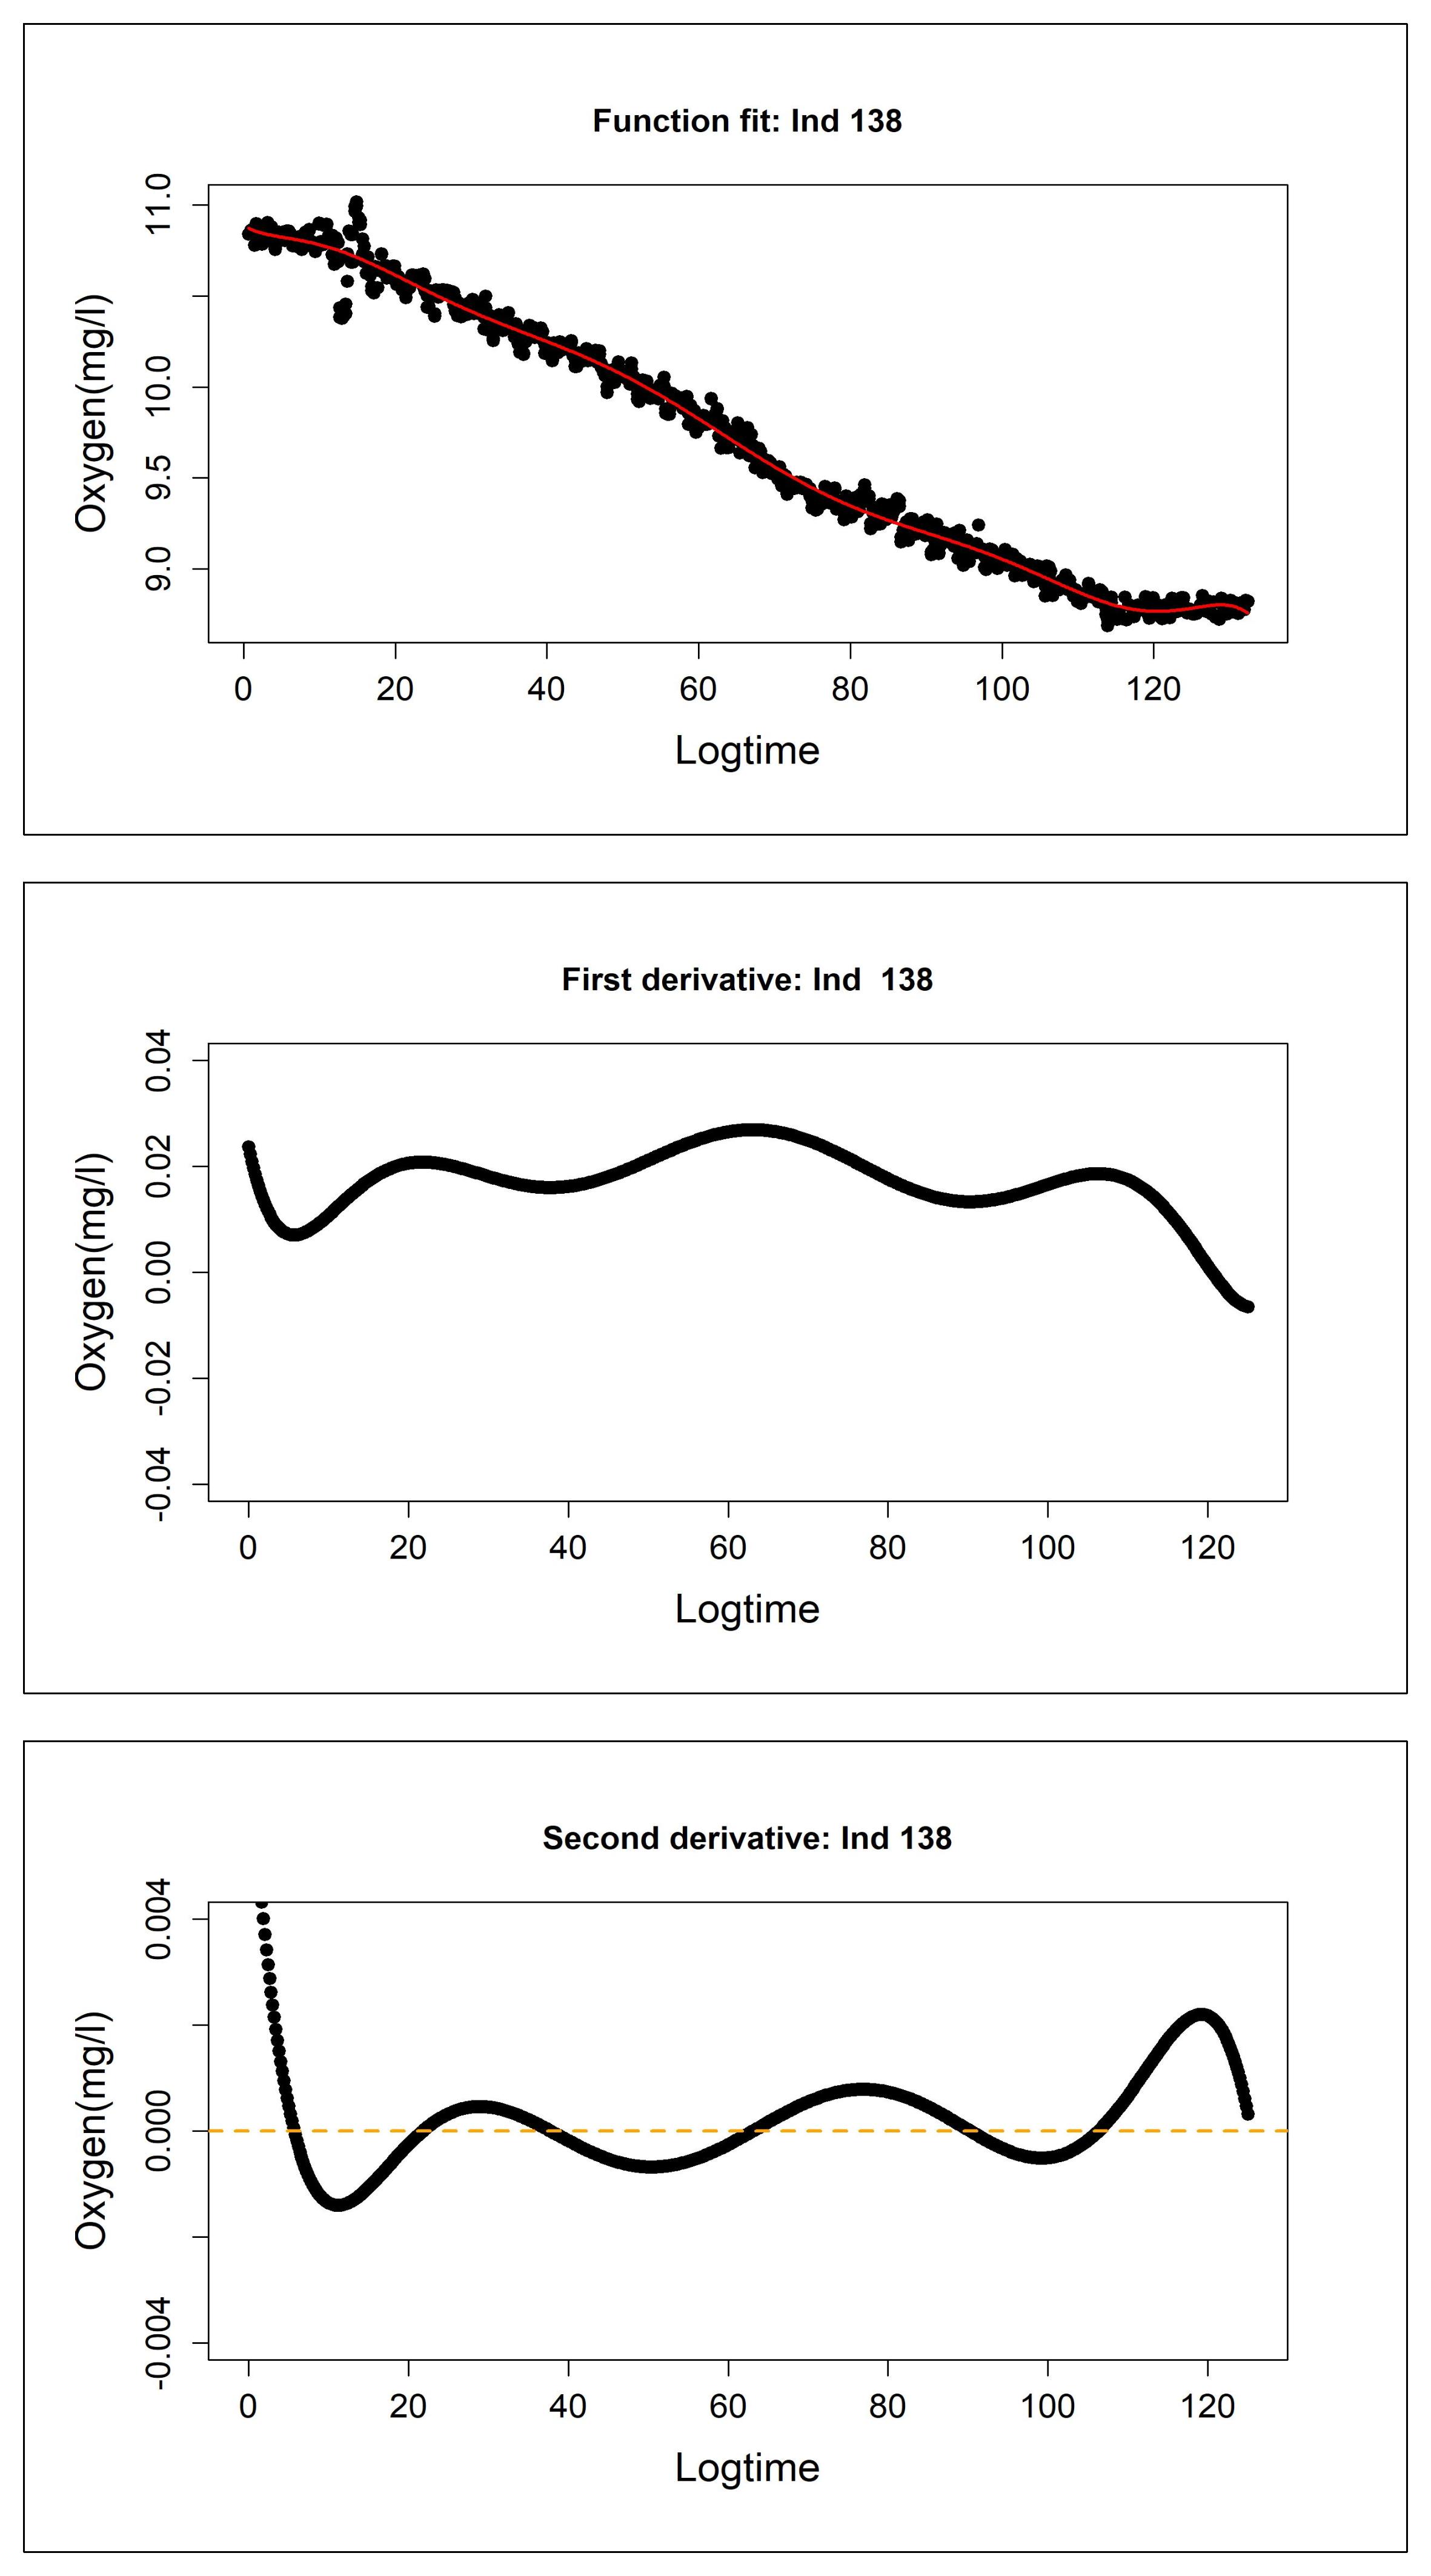 Function fit: Ind 138
Oxygen(mg/l)
11.0
10.0
9.5
9.0
0 20 40 60 80 100 120
Logtime
First derivative: Ind  138
Oxygen(mg/l)
0.04
0.02
0.00
-0.02
-0.04
0 20 40 60 80 100 120
Logtime
Second derivative: Ind 138
Oxygen(mg/l)
0.004
0.000
-0.004
0 20 40 60 80 100 120
Logtime